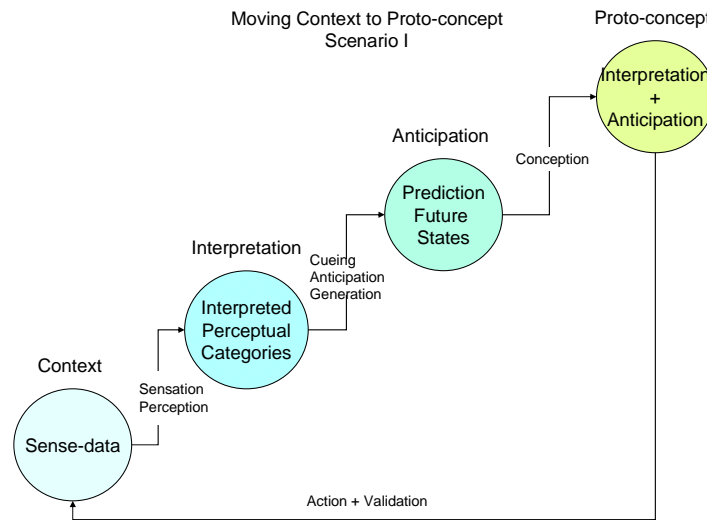 Moving Context to Proto-concept
Scenario I
Proto-concept
Interpretation
+
Anticipation
Anticipation
Conception
Prediction
Future
States
Interpretation
Cueing
Anticipation
Generation
Interpreted
Perceptual
Categories
Context
Sensation
Perception
Sense-data
Action + Validation